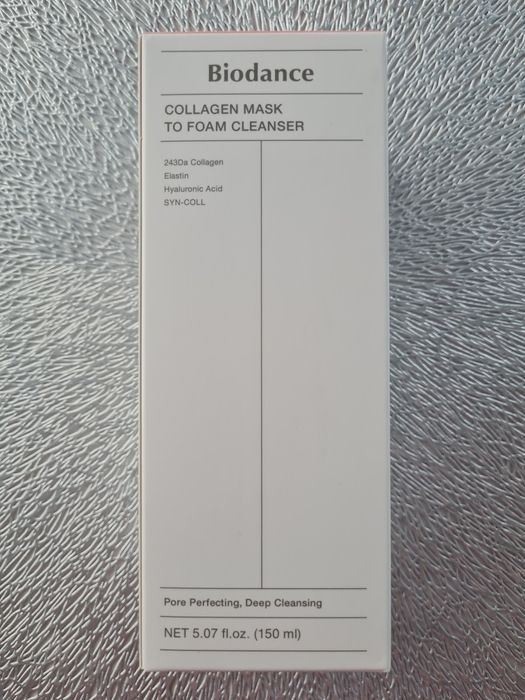 Biodance
COLLAGEN MASK
TO FOAM CLEANSER
243Da Collagen
Elastin
Hyaluronic Acid
SYN-COLL
Pore Perfecting, Deep Cleansing
NET 5.07 fl.oz. (150 ml)